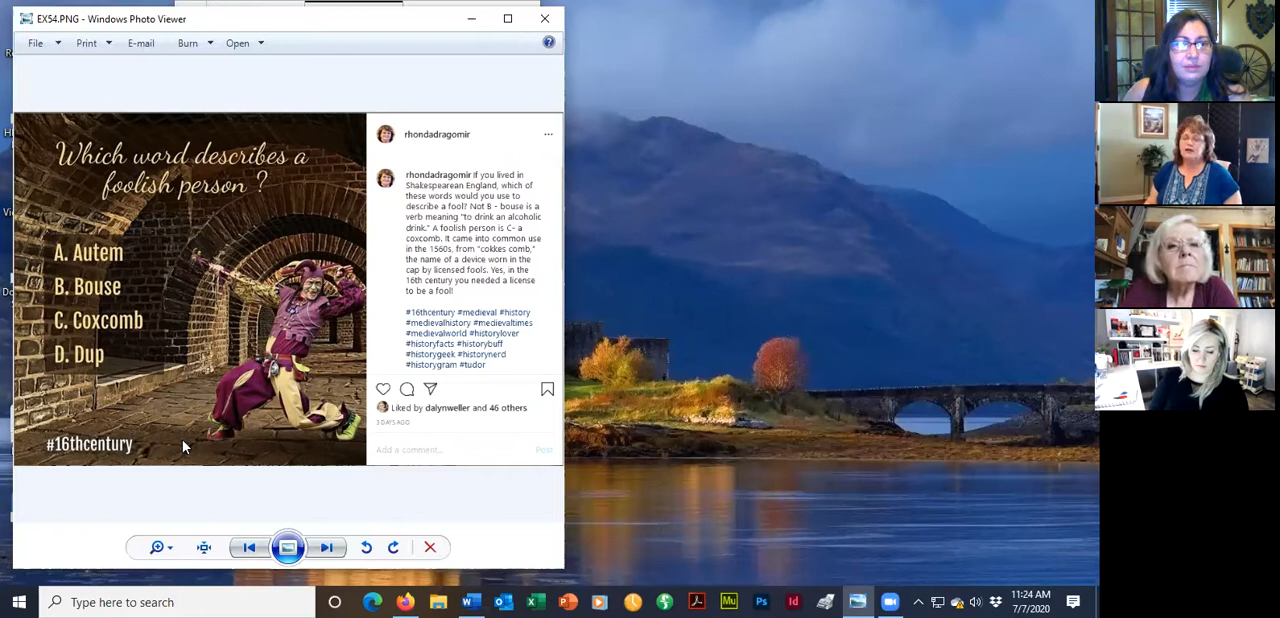 EX54.PNG - Windows Photo Viewer
File Print E-mail Burn Open
Which word describes a
foolish person ?
A. Autem
B. Bouse
C. Coxcomb
D. Dup
#16thcentury
rhondadragomir
rhondadragomir If you lived in
Shakespearean England, which of
these words would you use to
describe a fool? Not B - bouse is a
verb meaning "to drink an alcoholic
drink." A foolish person is C- a
coxcomb. It came into common use
in the 1560s, from "cokkes comb,"
the name of a device worn in the
cap by licensed fools. Yes, in the
16th century you needed a license
to be a fool!
#16thcentury #medieval #history
#medievalhistory #medievaltimes
#medievalworld #historylover
#historyfacts #historybuff
#historygeek #historynerd
#historygram #tudor
Liked by dalynweller and 46 others
3 DAYS AGO
Add a comment... Post
Type here to search
11:24 AM
7/7/2020